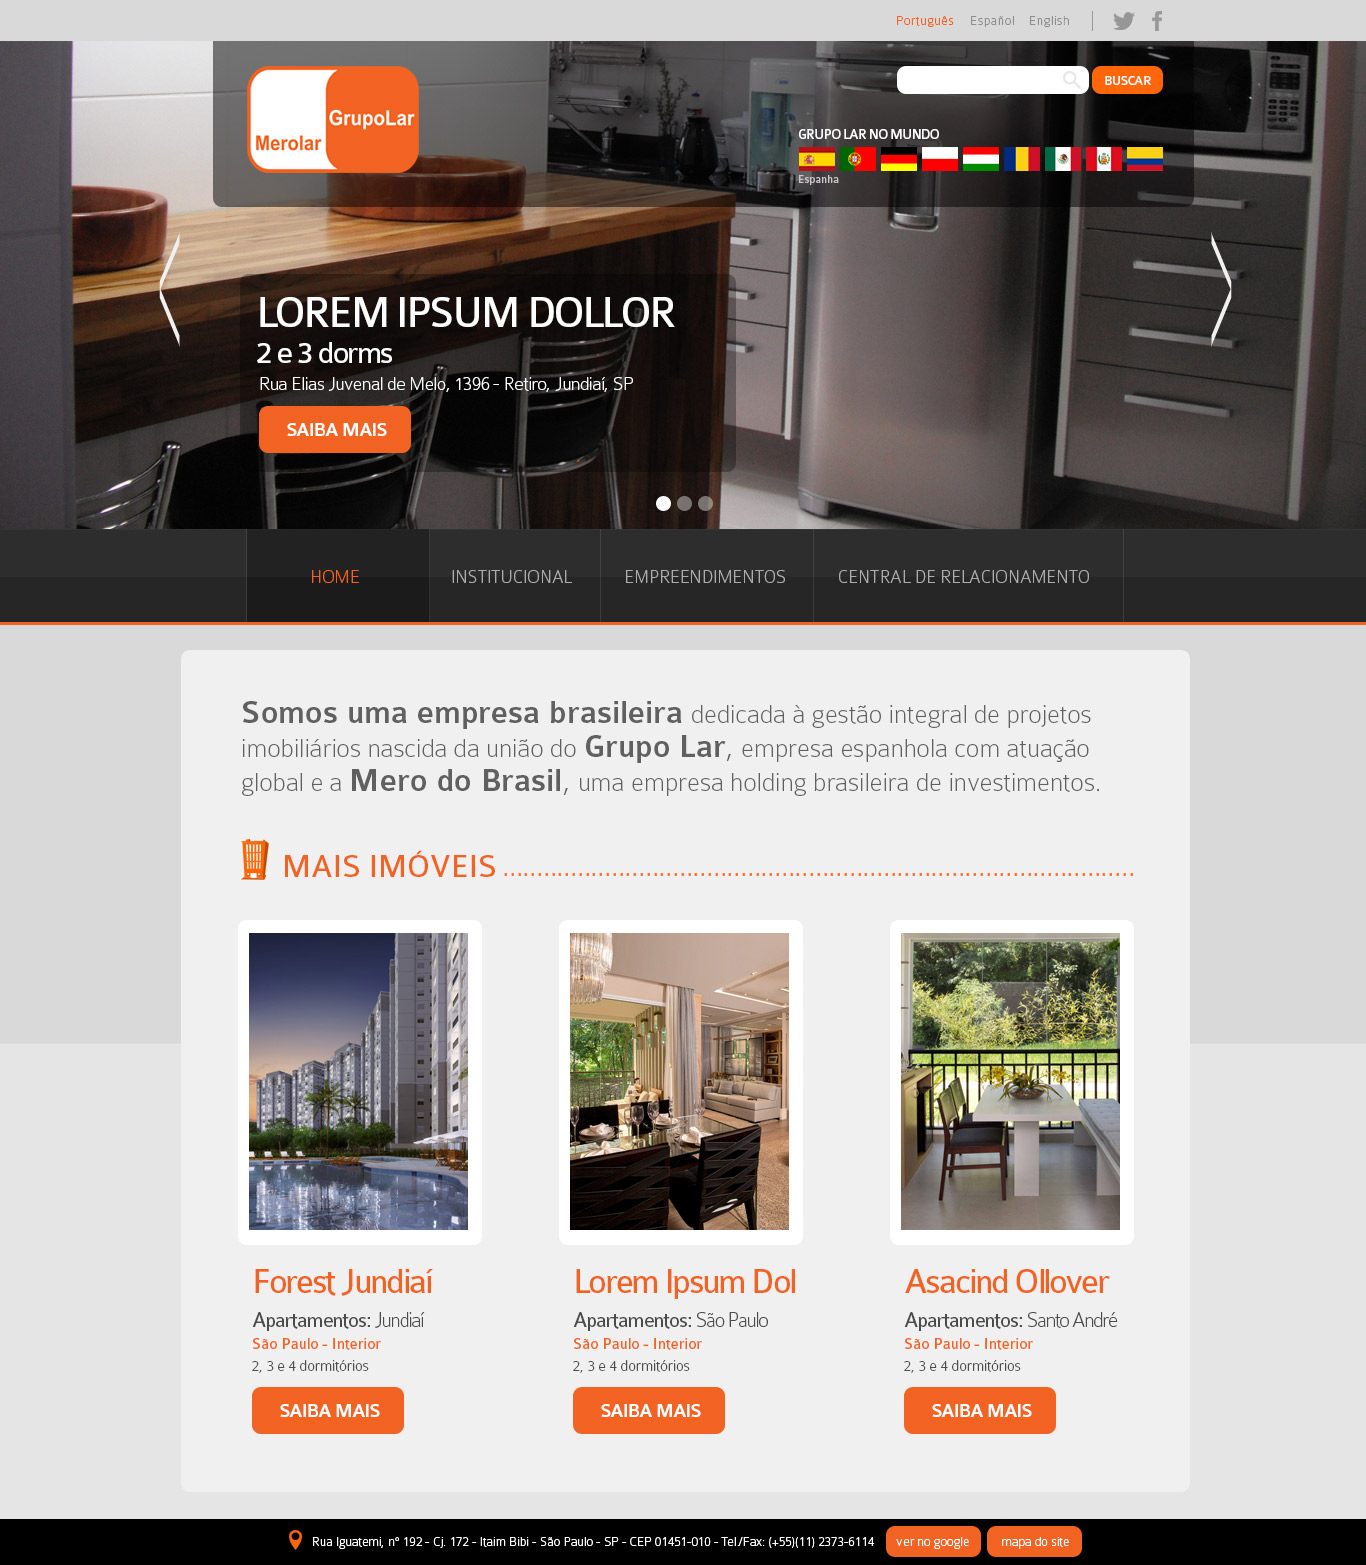 Português Español English
Merolar GrupoLar
BUSCAR
GRUPO LAR NO MUNDO
Espanha
LOREM IPSUM DOLLOR
2 e 3 dorms
Rua Elias Juvenal de Melo, 1396 - Retiro, Jundiaí, SP
SAIBA MAIS
HOME INSTITUCIONAL EMPREENDIMENTOS CENTRAL DE RELACIONAMENTO
Somos uma empresa brasileira dedicada à gestão integral de projetos
imobiliários nascida da união do Grupo Lar, empresa espanhola com atuação
global e a Mero do Brasil, uma empresa holding brasileira de investimentos.
MAIS IMÓVEIS
Forest Jundiaí
Apartamentos: Jundiaí
São Paulo - Interior
2, 3 e 4 dormitórios
SAIBA MAIS
Lorem Ipsum Dol
Apartamentos: São Paulo
São Paulo - Interior
2, 3 e 4 dormitórios
SAIBA MAIS
Asacind Ollover
Apartamentos: Santo André
São Paulo - Interior
2, 3 e 4 dormitórios
SAIBA MAIS
Rua Iguatemi, nº 192 - Cj. 172 - Itaim Bibi - São Paulo - SP - CEP 01451-010 - Tel/Fax: (+55)(11) 2373-6114 ver no google mapa do site